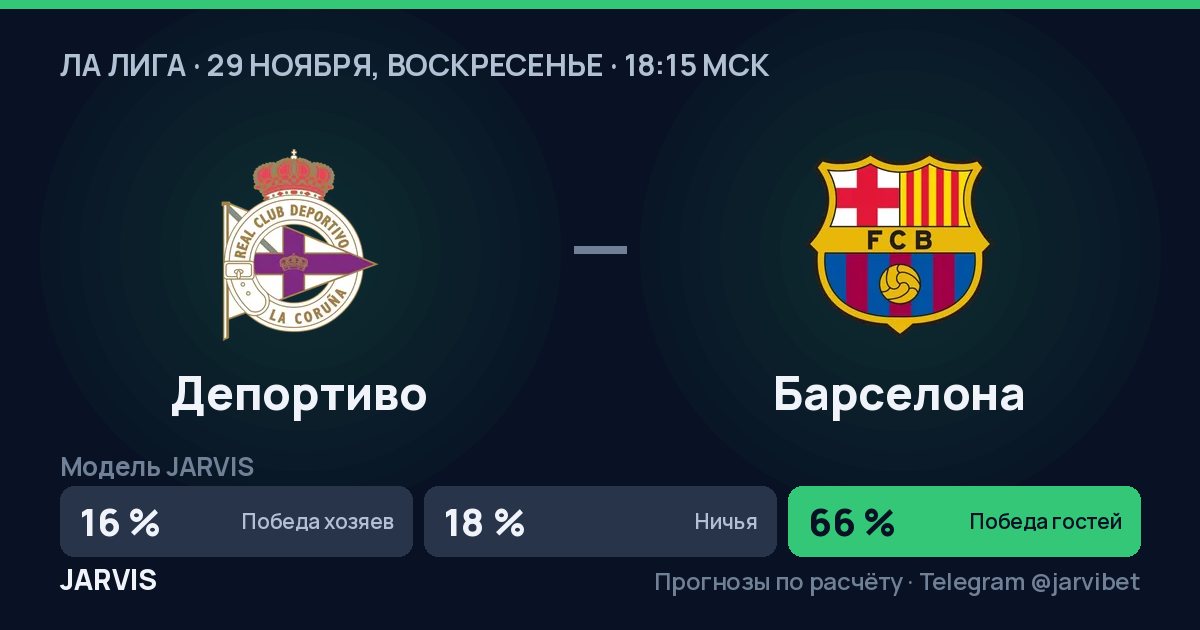 ЛА ЛИГА · 29 НОЯБРЯ, ВОСКРЕСЕНЬЕ · 18:15 МСК
REAL CLUB DEPORTIVO
LA CORUÑA
FCB
—
Депортиво
Барселона
Модель JARVIS
16 % Победа хозяев
18 % Ничья
66 % Победа гостей
JARVIS
Прогнозы по расчёту · Telegram @jarvibet